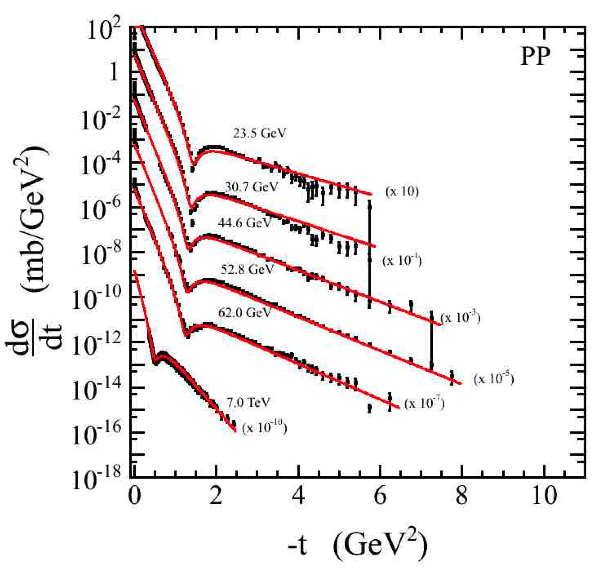 10²
1
10⁻²
10⁻⁴
10⁻⁶
10⁻⁸
10⁻¹⁰
10⁻¹²
10⁻¹⁴
10⁻¹⁶
10⁻¹⁸
dσ/dt (mb/GeV²)
PP
23.5 GeV
(x 10)
30.7 GeV
44.6 GeV
(x 10⁻¹)
52.8 GeV
62.0 GeV
(x 10⁻³)
(x 10⁻⁵)
7.0 TeV
(x 10⁻⁷)
(x 10⁻¹⁰)
0 2 4 6 8 10
-t (GeV²)